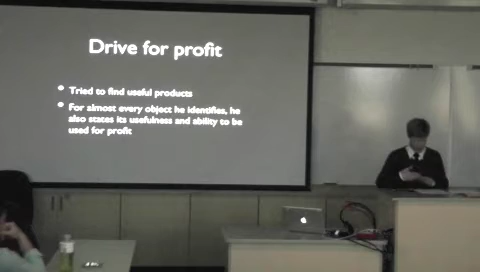 Drive for profit
• Tried to find useful products
• For almost every object he identifies, he
also states its usefulness and ability to be
used for profit